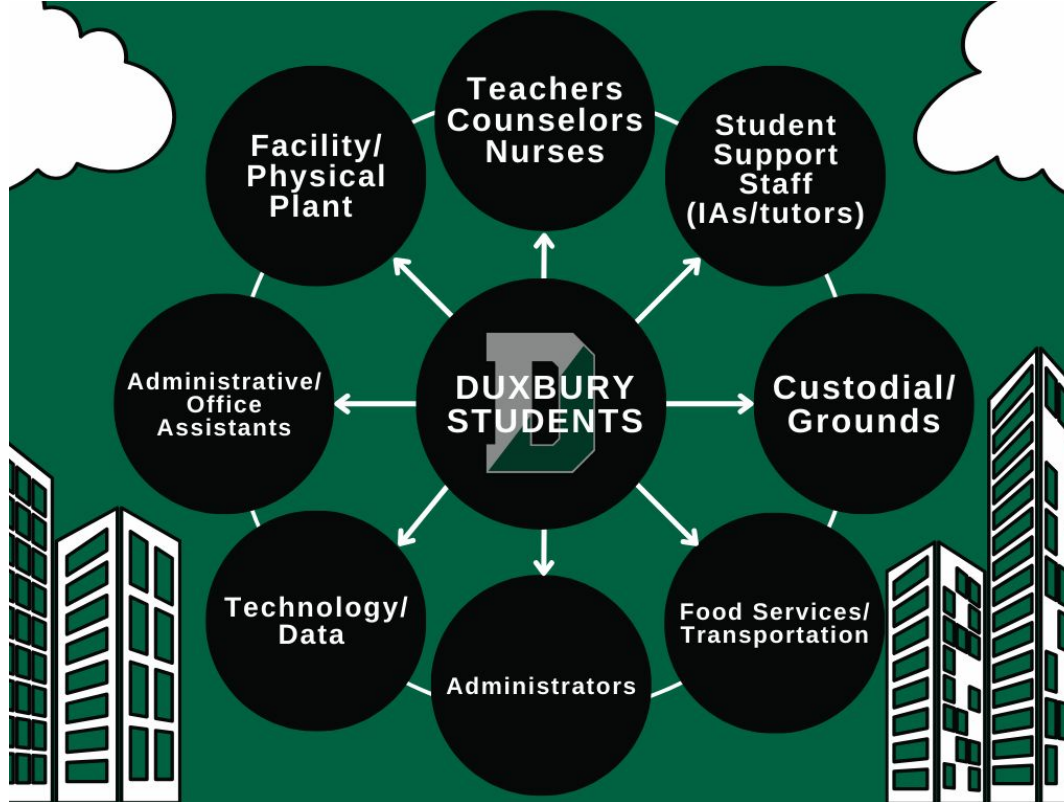 Teachers
Counselors
Nurses
Student
Support
Staff
(IAs/tutors)
Custodial/
Grounds
Food Services/
Transportation
Administrators
Technology/
Data
Administrative/
Office
Assistants
Facility/
Physical
Plant
D
DUXBURY
STUDENTS